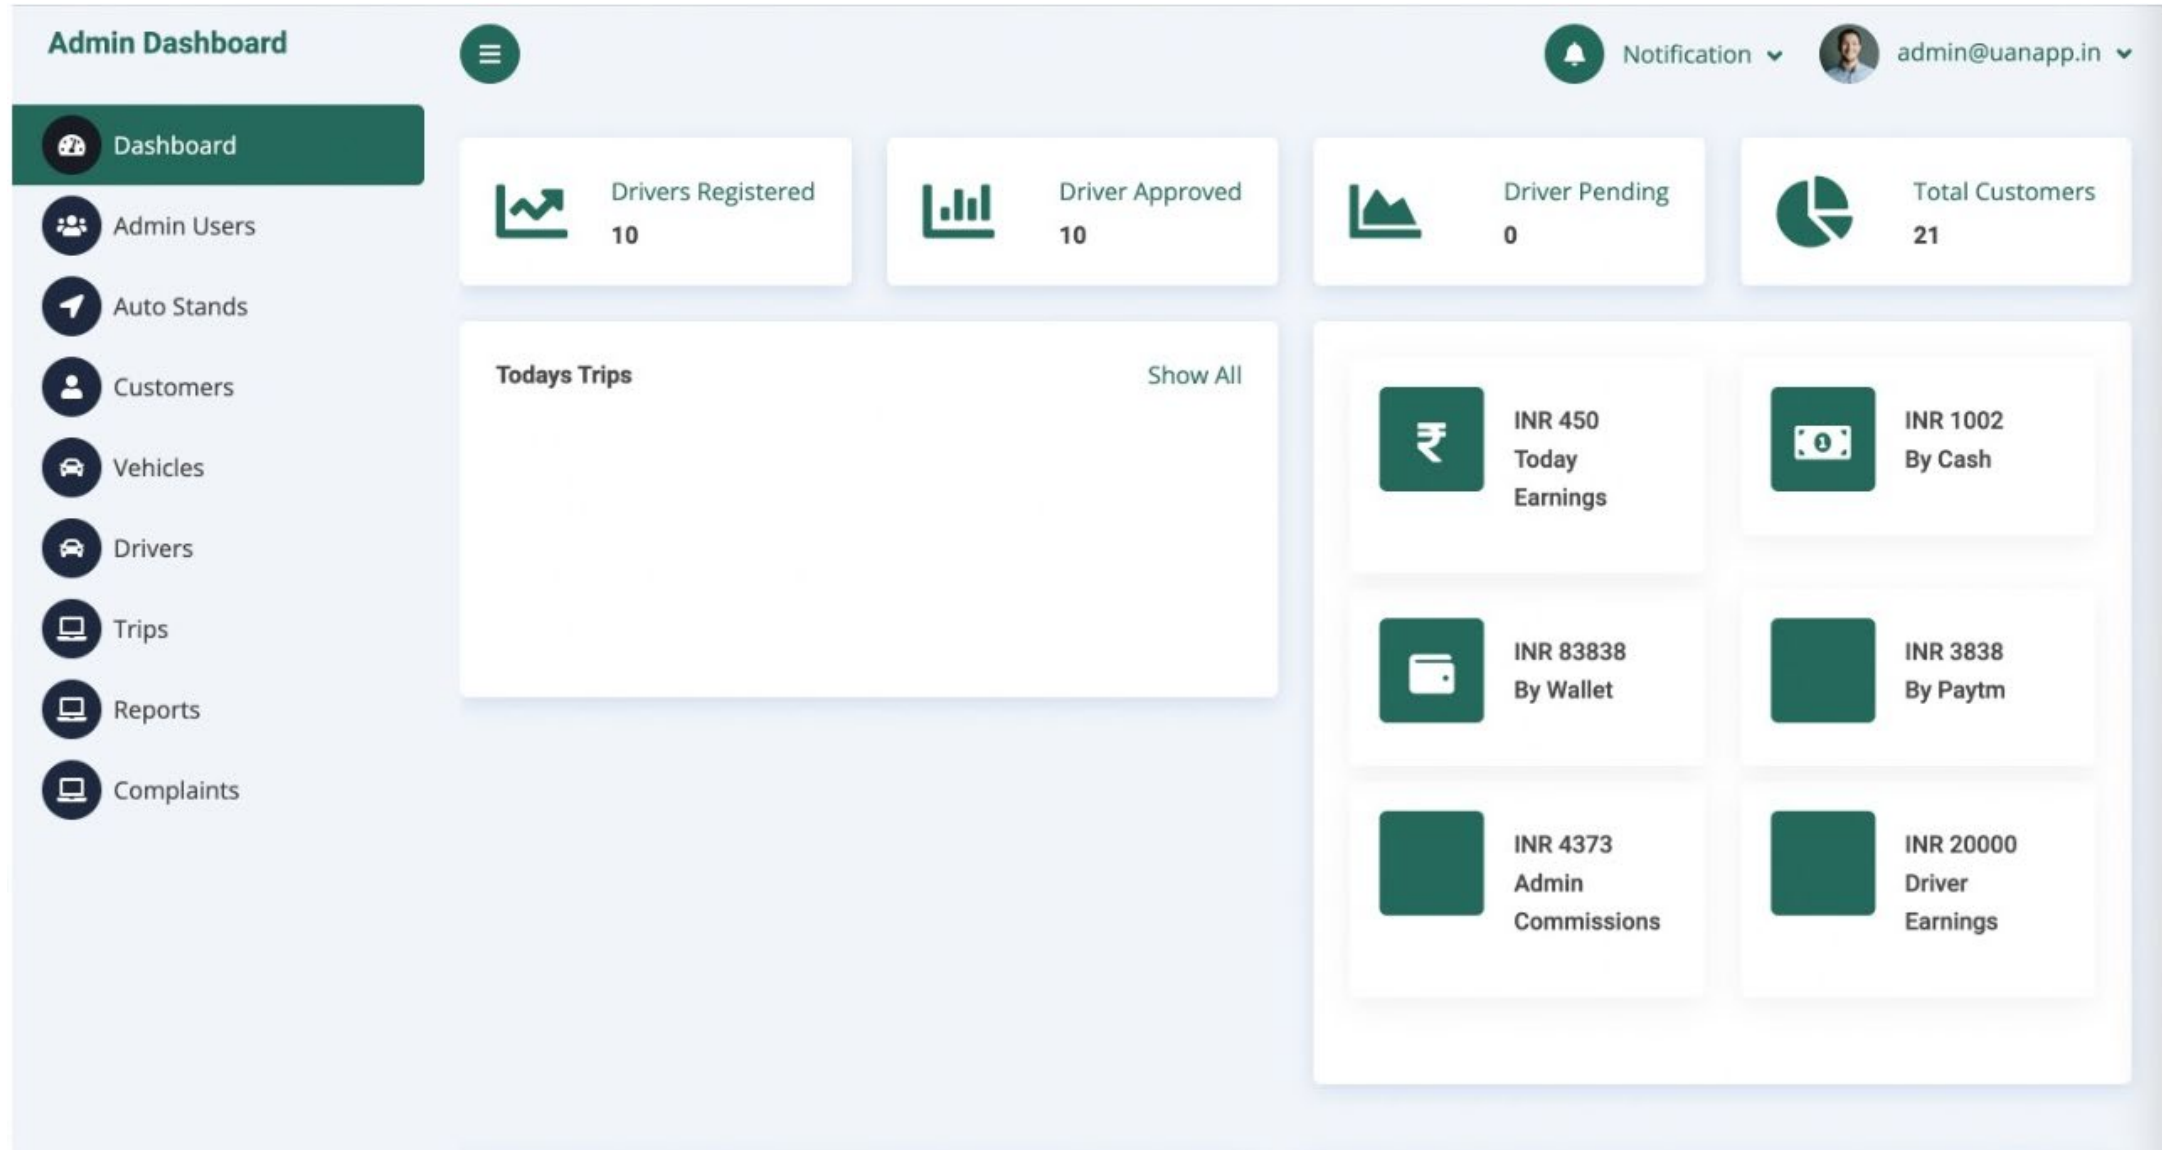 Admin Dashboard
Notification
admin@uanapp.in
Dashboard
Admin Users
Auto Stands
Customers
Vehicles
Drivers
Trips
Reports
Complaints
Drivers Registered
10
Driver Approved
10
Driver Pending
0
Total Customers
21
Todays Trips
Show All
₹
INR 450
Today
Earnings
1
INR 1002
By Cash
INR 83838
By Wallet
INR 3838
By Paytm
INR 4373
Admin
Commissions
INR 20000
Driver
Earnings